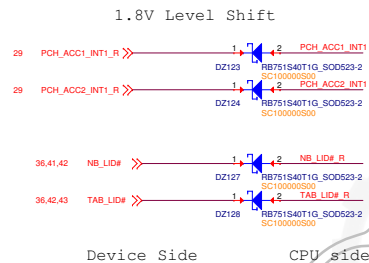 1.8V Level Shift
29 PCH_ACC1_INT1_R 1 2 PCH_ACC1_INT1
DZ123 RB751S40T1G_SOD523-2
SC100000S00
29 PCH_ACC2_INT1_R 1 2 PCH_ACC2_INT1
DZ124 RB751S40T1G_SOD523-2
SC100000S00
36,41,42 NB_LID# 1 2 NB_LID#_R
DZ127 RB751S40T1G_SOD523-2
SC100000S00
36,42,43 TAB_LID# 1 2 TAB_LID#_R
DZ128 RB751S40T1G_SOD523-2
SC100000S00
Device Side CPU side